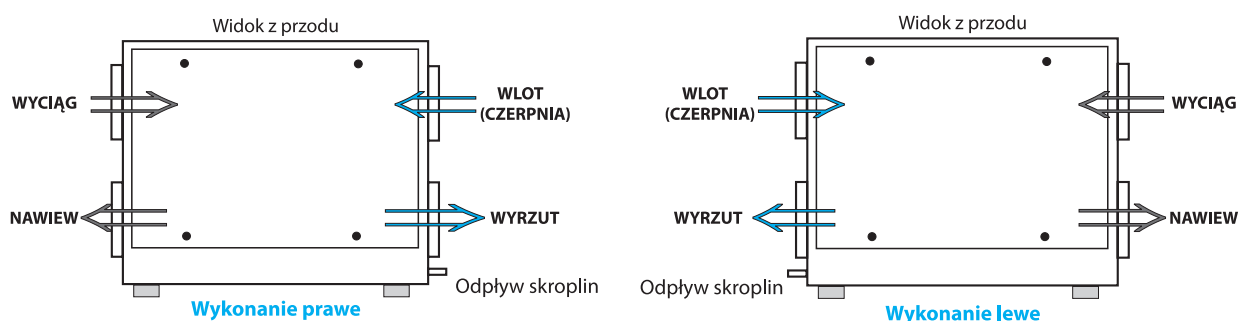 Widok z przodu
WYCIĄG
WLOT
(CZERPNIA)
NAWIEW
WYRZUT
Odpływ skroplin
Wykonanie prawe
Widok z przodu
WLOT
(CZERPNIA)
WYCIĄG
WYRZUT
NAWIEW
Odpływ skroplin
Wykonanie lewe